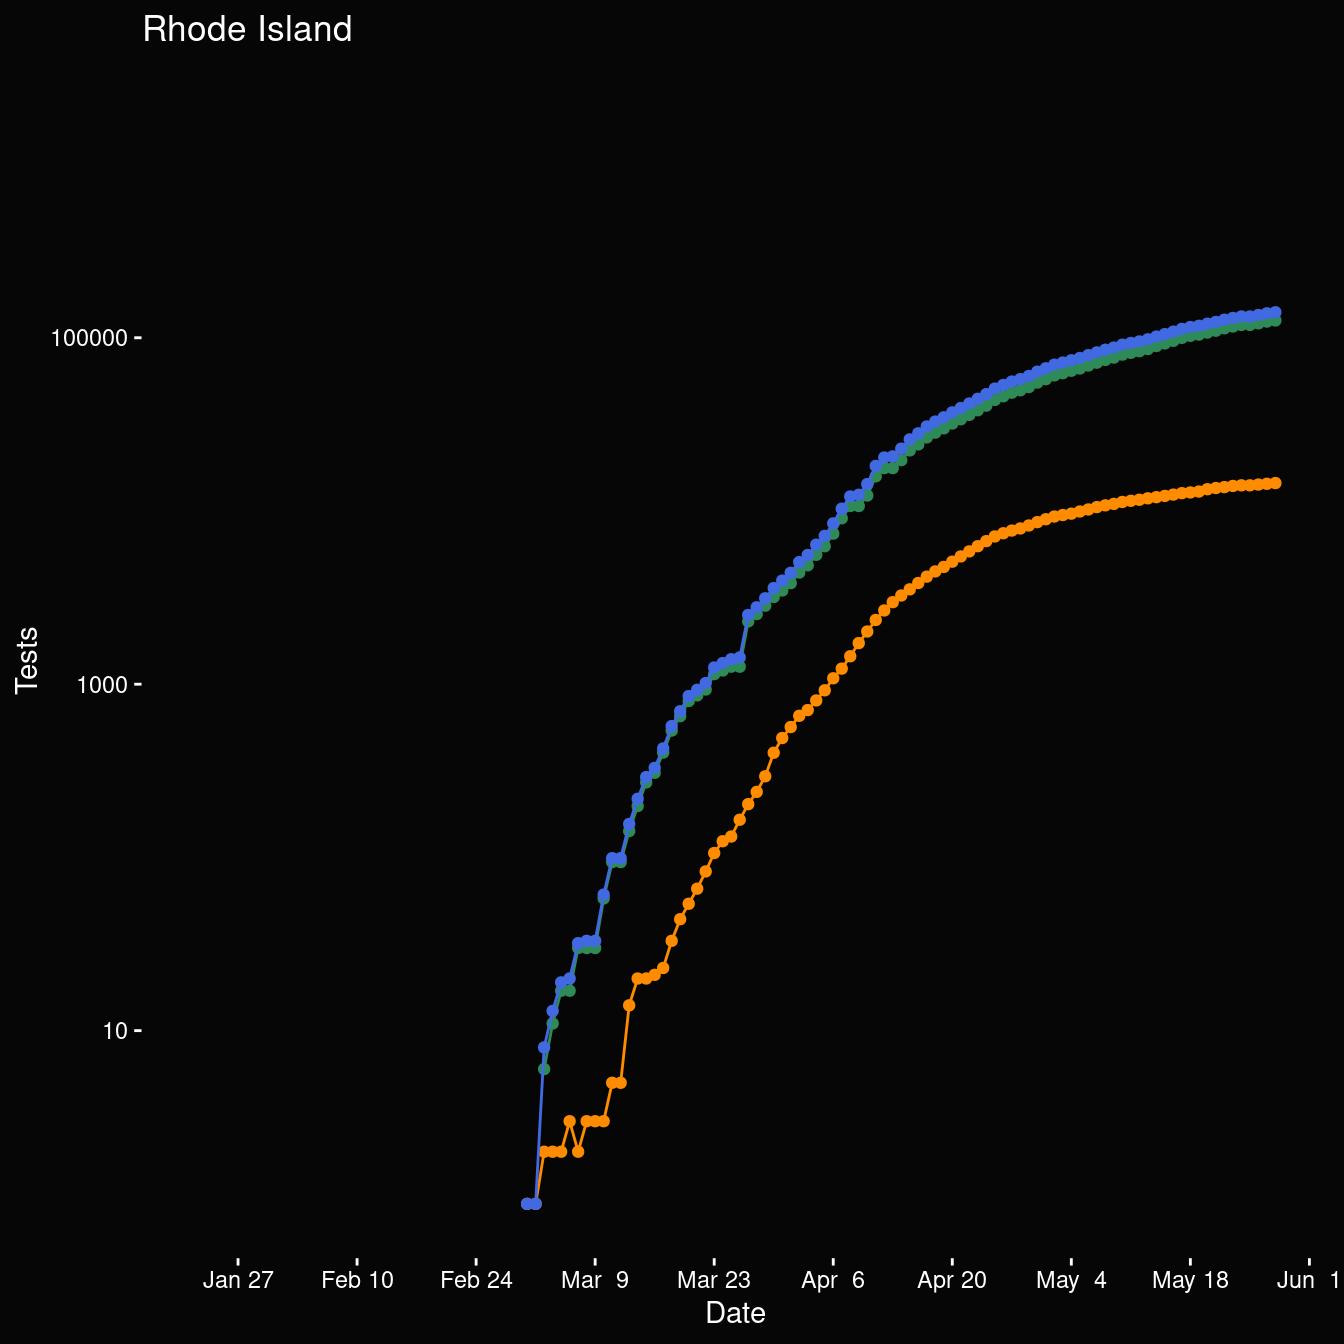 Rhode Island
100000
1000
10
Tests
Jan 27
Feb 10
Feb 24
Mar  9
Mar 23
Apr  6
Apr 20
May  4
May 18
Jun  1
Date